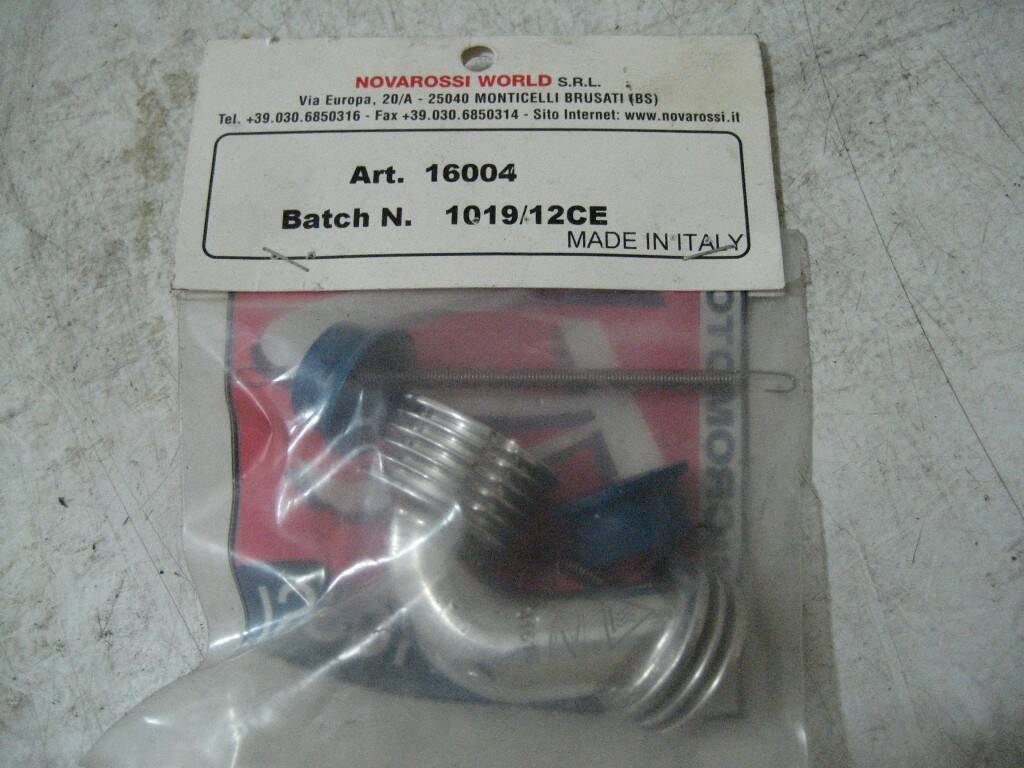 NOVAROSSI WORLD S.R.L.
Via Europa, 20/A - 25040 MONTICELLI BRUSATI (BS)
Tel. +39.030.6850316 - Fax +39.030.6850314 - Sito Internet: www.novarossi.it
Art. 16004
Batch N. 1019/12CE
MADE IN ITALY